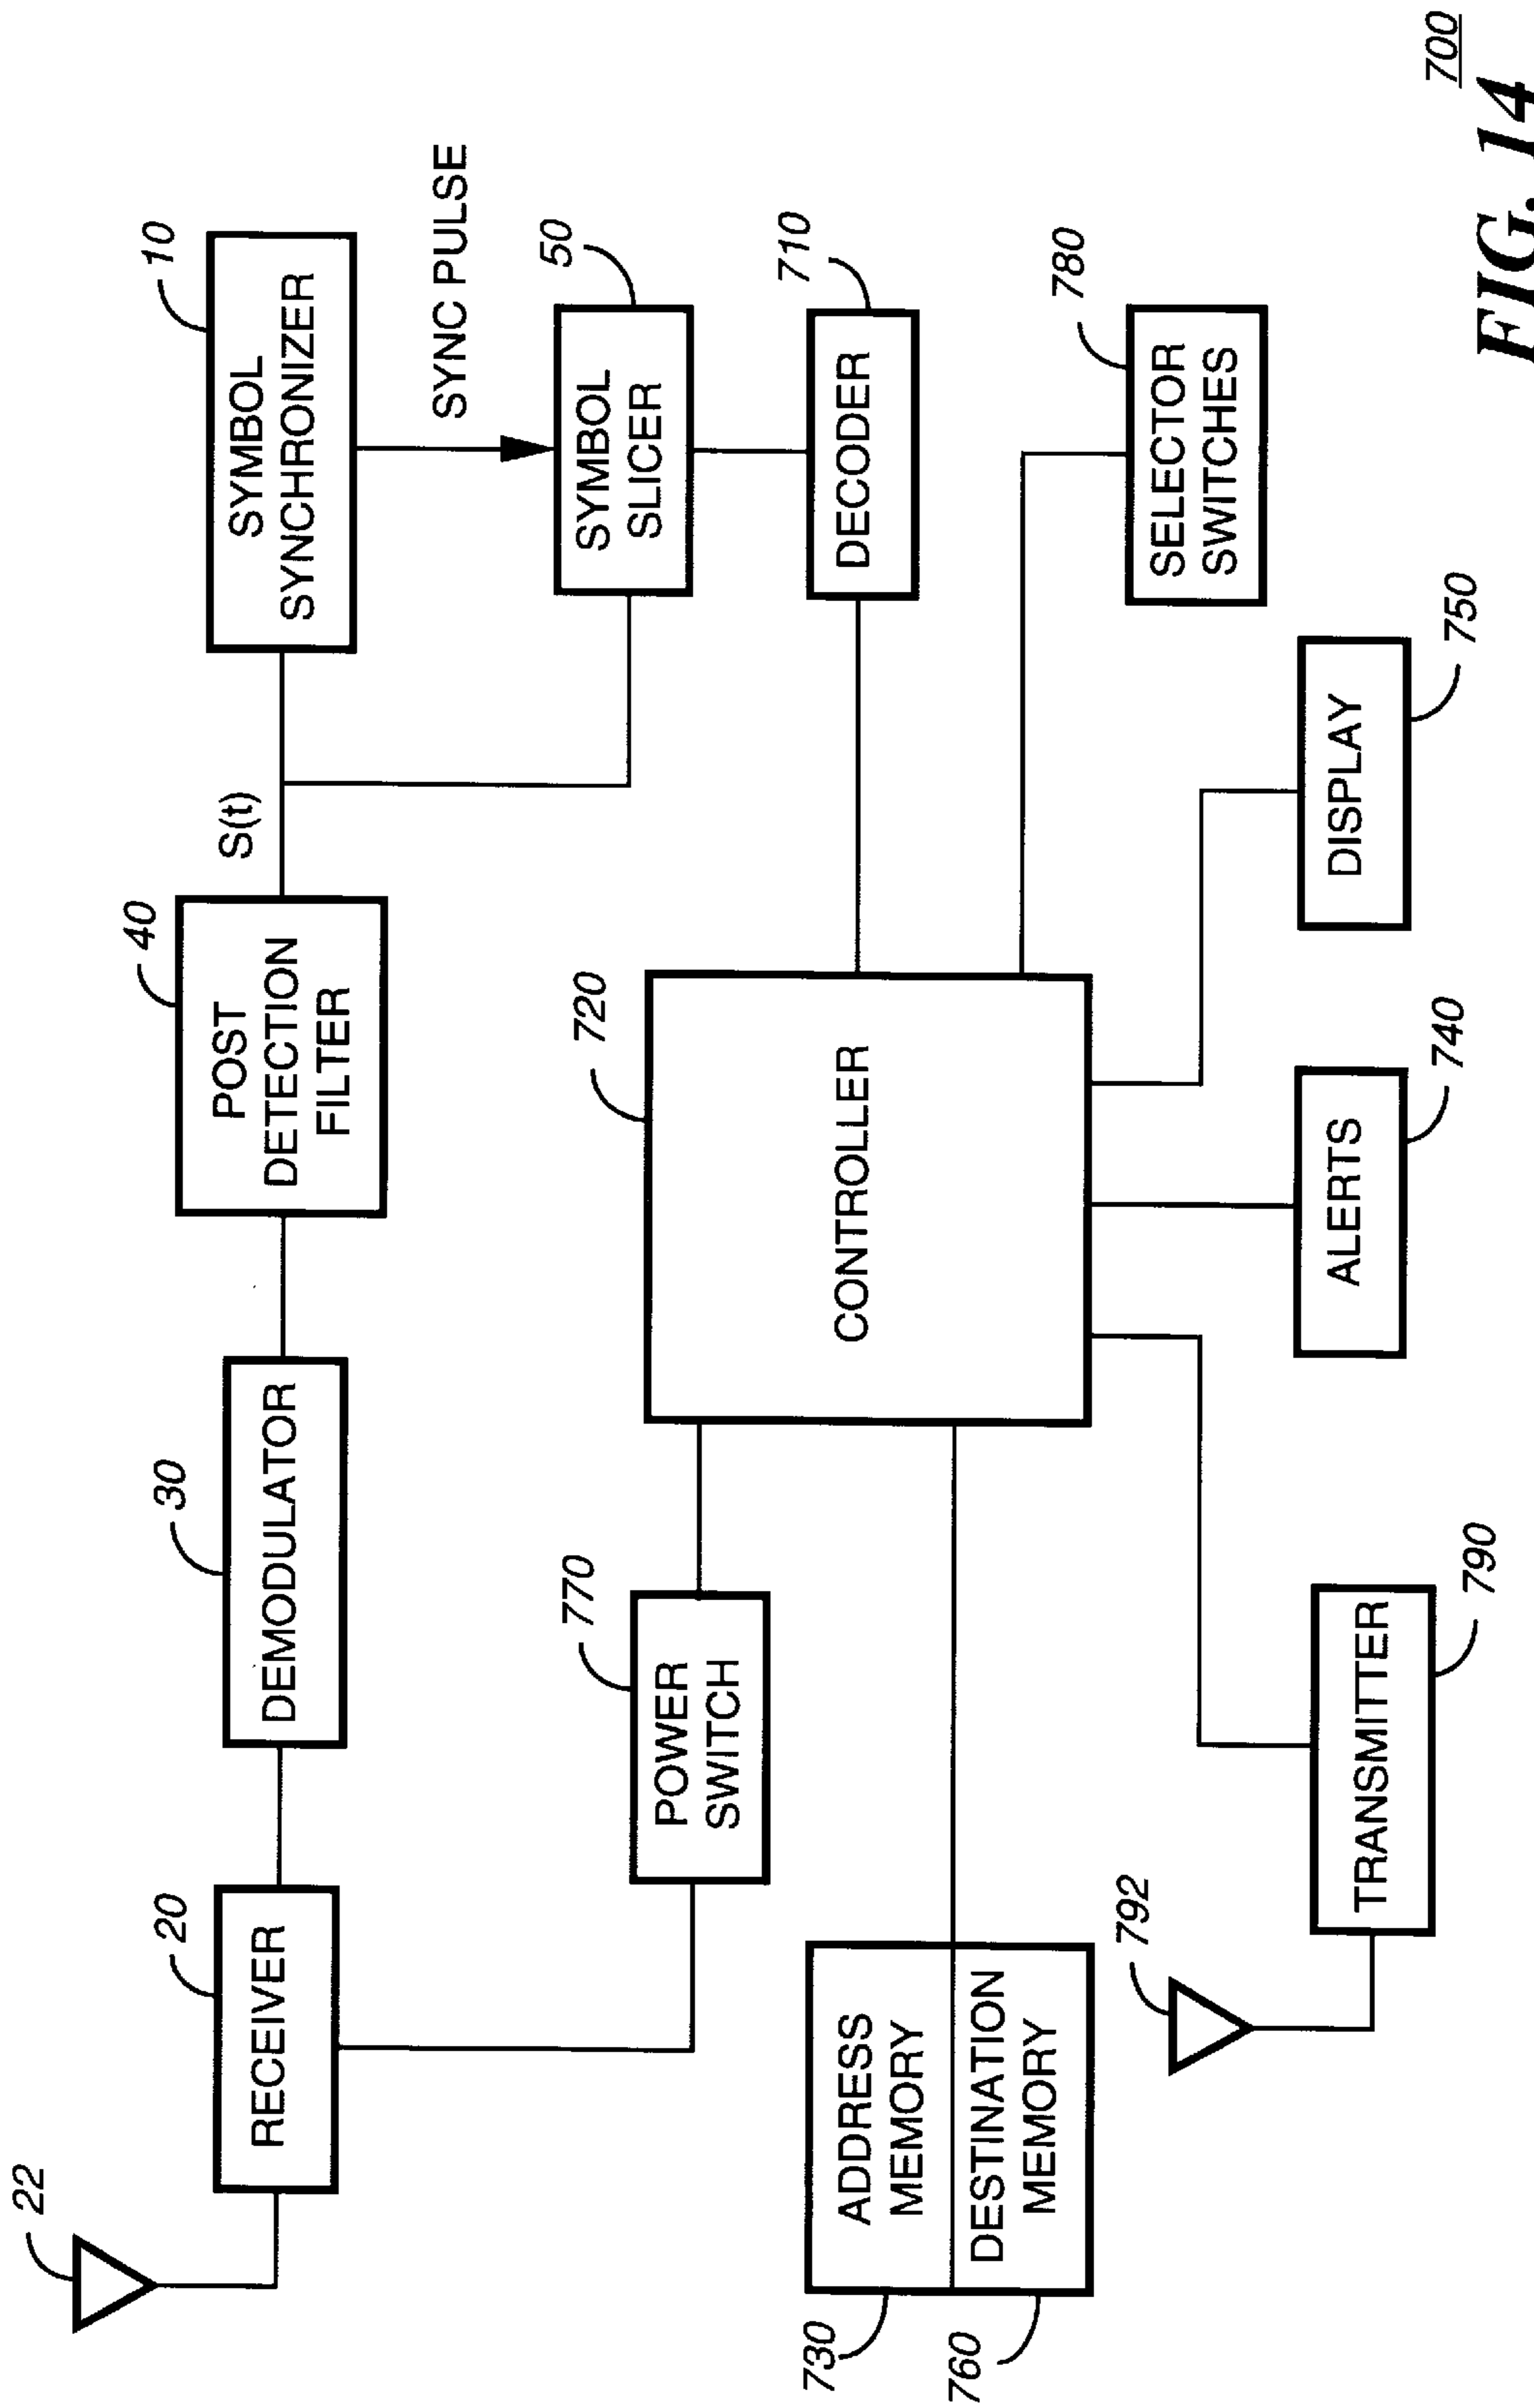 22
20
RECEIVER
30
DEMODULATOR
40
POST
DETECTION
FILTER
S(t)
10
SYMBOL
SYNCHRONIZER
SYNC PULSE
50
SYMBOL
SLICER
710
DECODER
770
POWER
SWITCH
720
CONTROLLER
730
ADDRESS
MEMORY
760
DESTINATION
MEMORY
780
SELECTOR
SWITCHES
792
TRANSMITTER
790
ALERTS
740
DISPLAY
750
700
FIG. 14